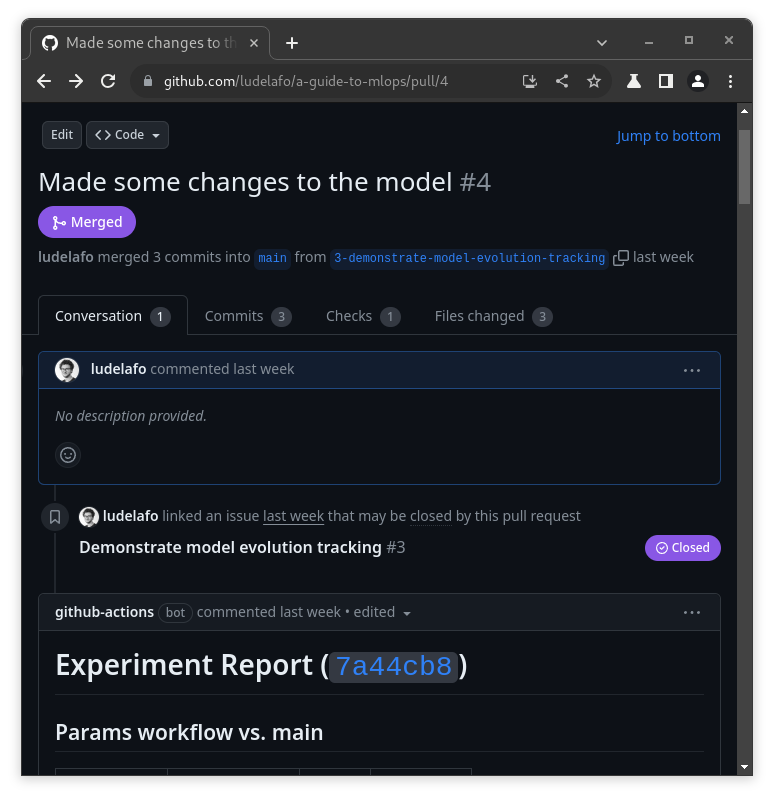 Made some changes to th
github.com/ludelafo/a-guide-to-mlops/pull/4
Edit
Code
Jump to bottom
Made some changes to the model #4
Merged
ludelafo merged 3 commits into main from 3-demonstrate-model-evolution-tracking last week
Conversation 1 Commits 3 Checks 1 Files changed 3
ludelafo commented last week
No description provided.
ludelafo linked an issue last week that may be closed by this pull request
Demonstrate model evolution tracking #3
Closed
github-actions bot commented last week • edited
Experiment Report (7a44cb8)
Params workflow vs. main